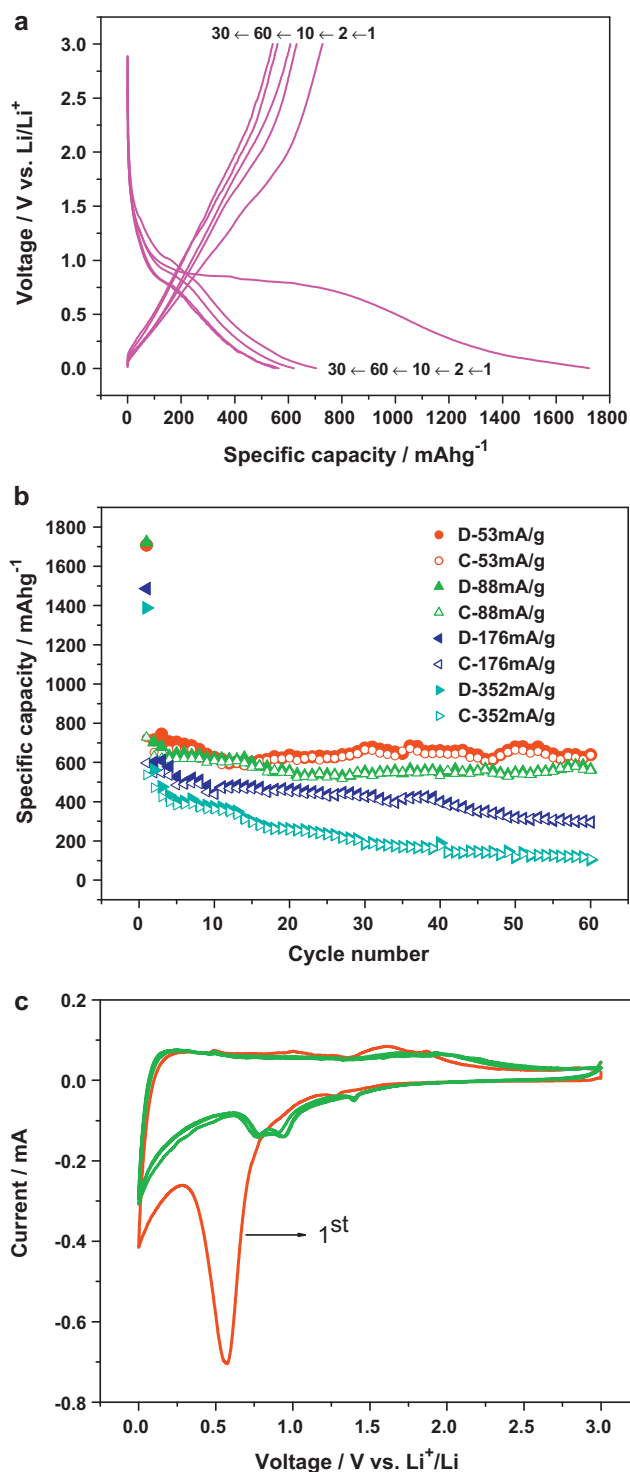 a
30 ← 60 ← 10 ← 2 ←1
3.0
2.5
2.0
1.5
1.0
0.5
0.0
Voltage / V vs. Li/Li⁺
30 ← 60 ← 10 ←2 ←1
0 200 400 600 800 1000 1200 1400 1600 1800
Specific capacity / mAhg⁻¹
b
1800
1600
1400
1200
1000
800
600
400
200
0
Specific capacity / mAhg⁻¹
D-53mA/g
C-53mA/g
D-88mA/g
C-88mA/g
D-176mA/g
C-176mA/g
D-352mA/g
C-352mA/g
0 10 20 30 40 50 60
Cycle number
c
0.2
0.0
-0.2
-0.4
-0.6
-0.8
Current / mA
1st
0.0 0.5 1.0 1.5 2.0 2.5 3.0
Voltage / V vs. Li⁺/Li